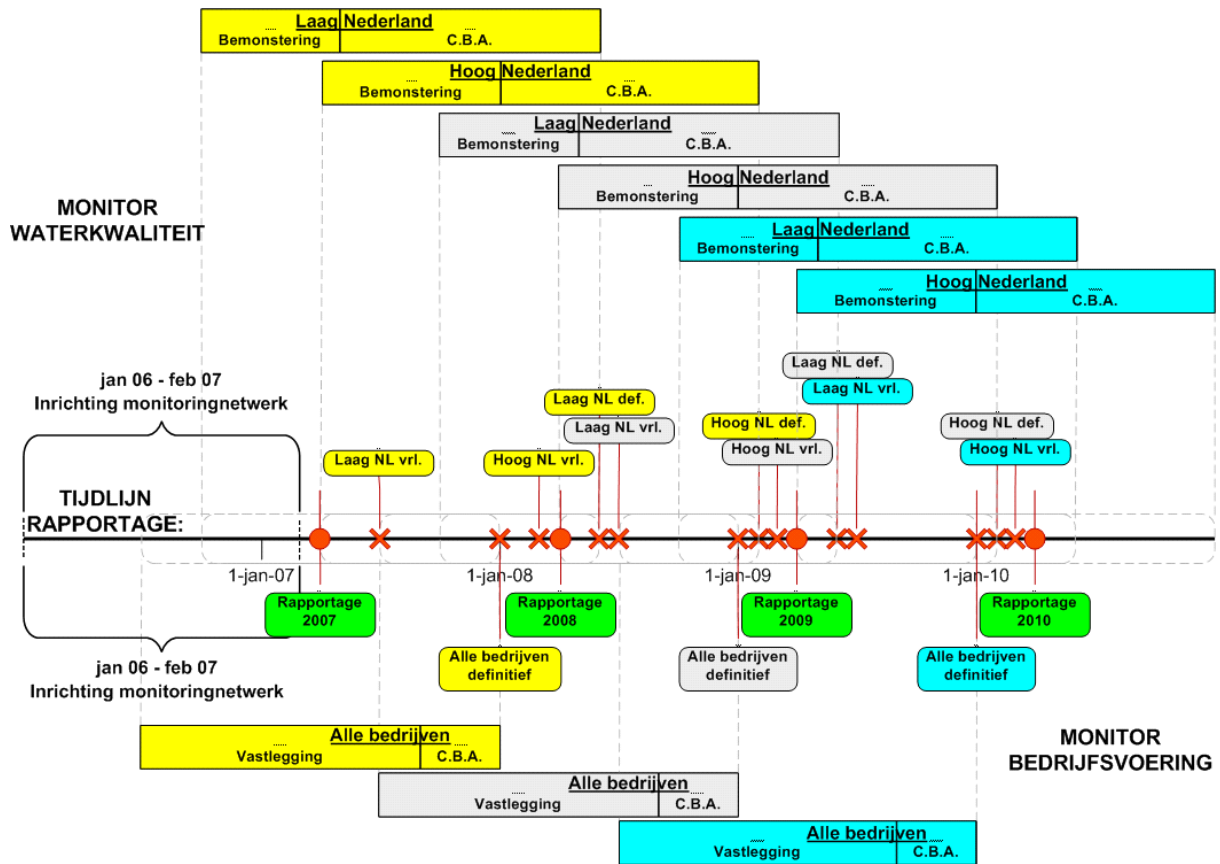 Laag Nederland
Bemonstering C.B.A.
Hoog Nederland
Bemonstering C.B.A.
Laag Nederland
Bemonstering C.B.A.
Hoog Nederland
Bemonstering C.B.A.
MONITOR
WATERKWALITEIT
Laag Nederland
Bemonstering C.B.A.
Hoog Nederland
Bemonstering C.B.A.
jan 06 - feb 07
Inrichting monitoringnetwerk
Laag NL def.
Laag NL vrl.
Laag NL def.
Laag NL vrl.
Hoog NL def.
Hoog NL vrl.
Hoog NL def.
Hoog NL vrl.
Laag NL vrl.
Hoog NL vrl.
TIJDLIJN
RAPPORTAGE:
1-jan-07
1-jan-08
1-jan-09
1-jan-10
Rapportage
2007
Rapportage
2008
Rapportage
2009
Rapportage
2010
jan 06 - feb 07
Inrichting monitoringnetwerk
Alle bedrijven
definitief
Alle bedrijven
definitief
Alle bedrijven
definitief
Alle bedrijven
Vastlegging C.B.A.
MONITOR
BEDRIJFSVOERING
Alle bedrijven
Vastlegging C.B.A.
Alle bedrijven
Vastlegging C.B.A.